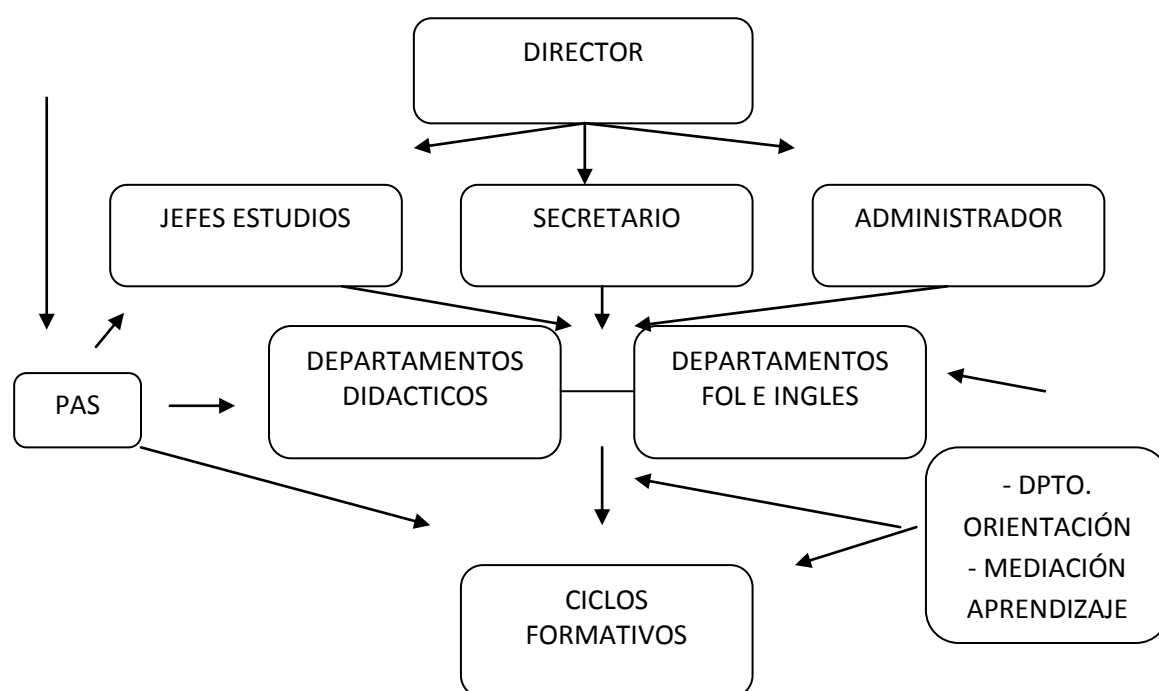 DIRECTOR
JEFES ESTUDIOS
SECRETARIO
ADMINISTRADOR
DEPARTAMENTOS
DIDACTICOS
DEPARTAMENTOS
FOL E INGLES
PAS
- DPTO.
ORIENTACIÓN
- MEDIACIÓN
APRENDIZAJE
CICLOS
FORMATIVOS